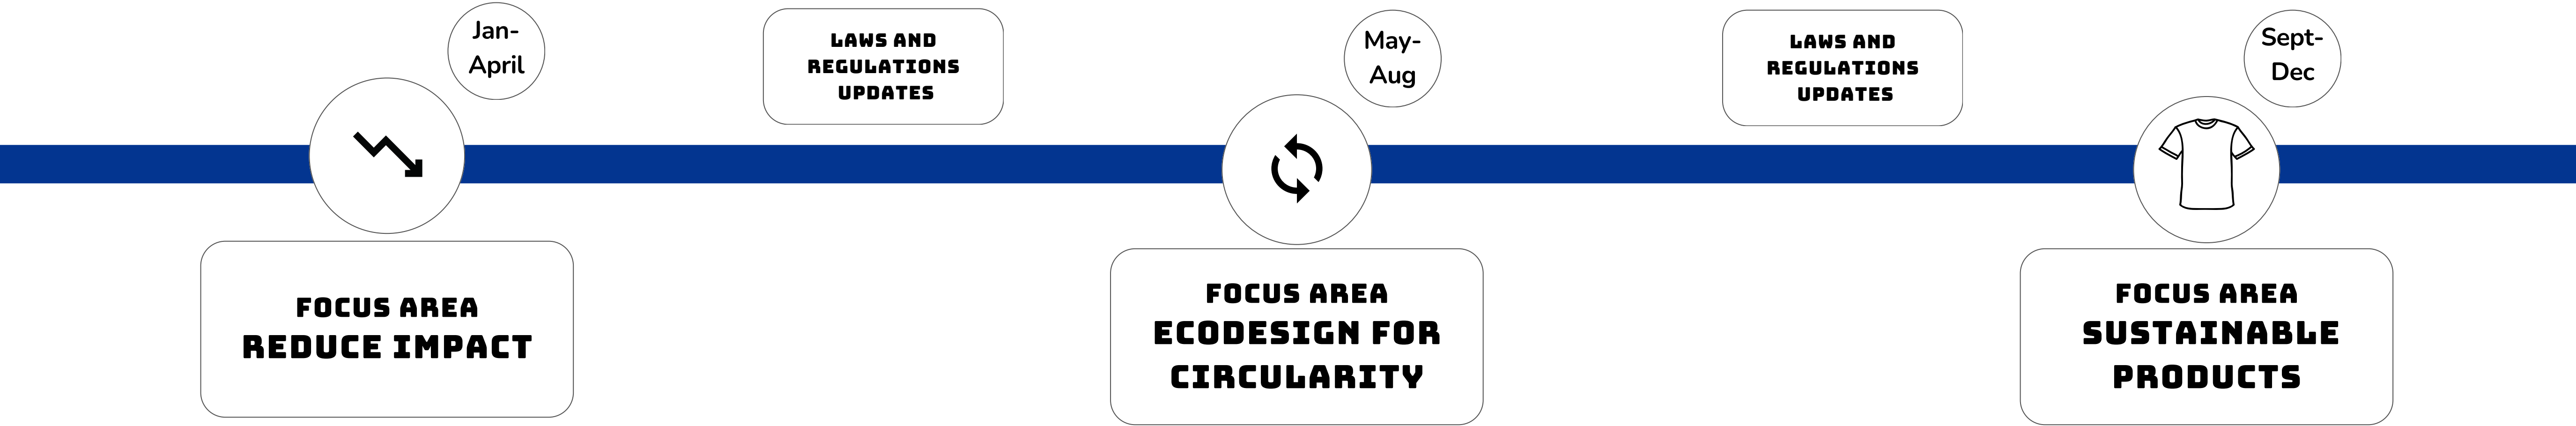 Jan-
April
LAWS AND
REGULATIONS
UPDATES
May-
Aug
LAWS AND
REGULATIONS
UPDATES
Sept-
Dec
FOCUS AREA
REDUCE IMPACT
FOCUS AREA
ECODESIGN FOR
CIRCULARITY
FOCUS AREA
SUSTAINABLE
PRODUCTS